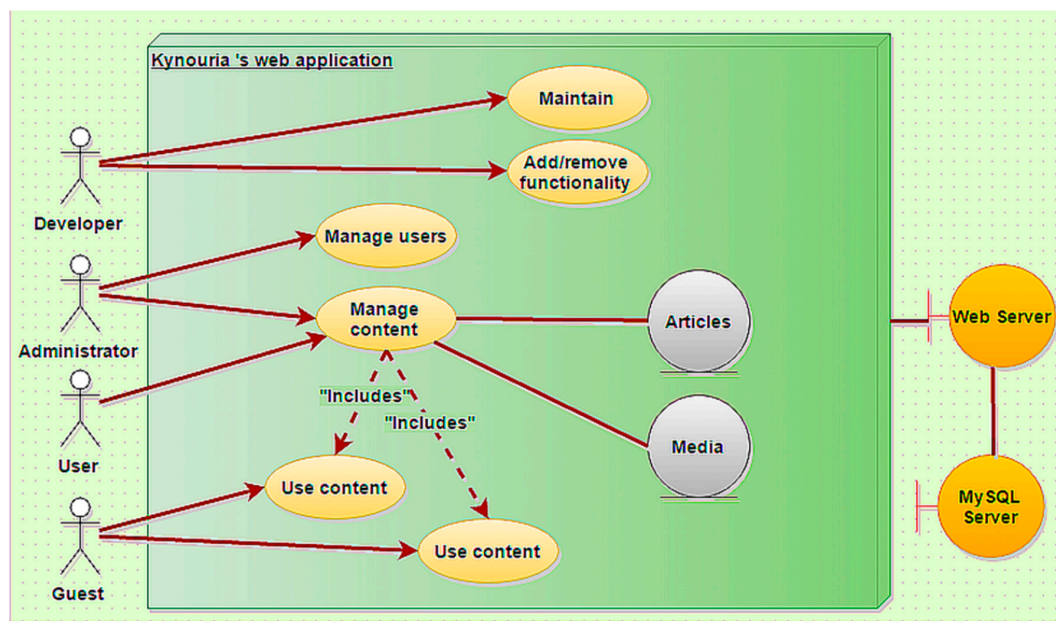 Kynouria 's web application
Maintain
Add/remove
functionality
Developer
Manage users
Manage
content
Administrator
Articles
Web Server
"Includes"
"Includes"
User
Media
Use content
MySQL
Server
Use content
Guest